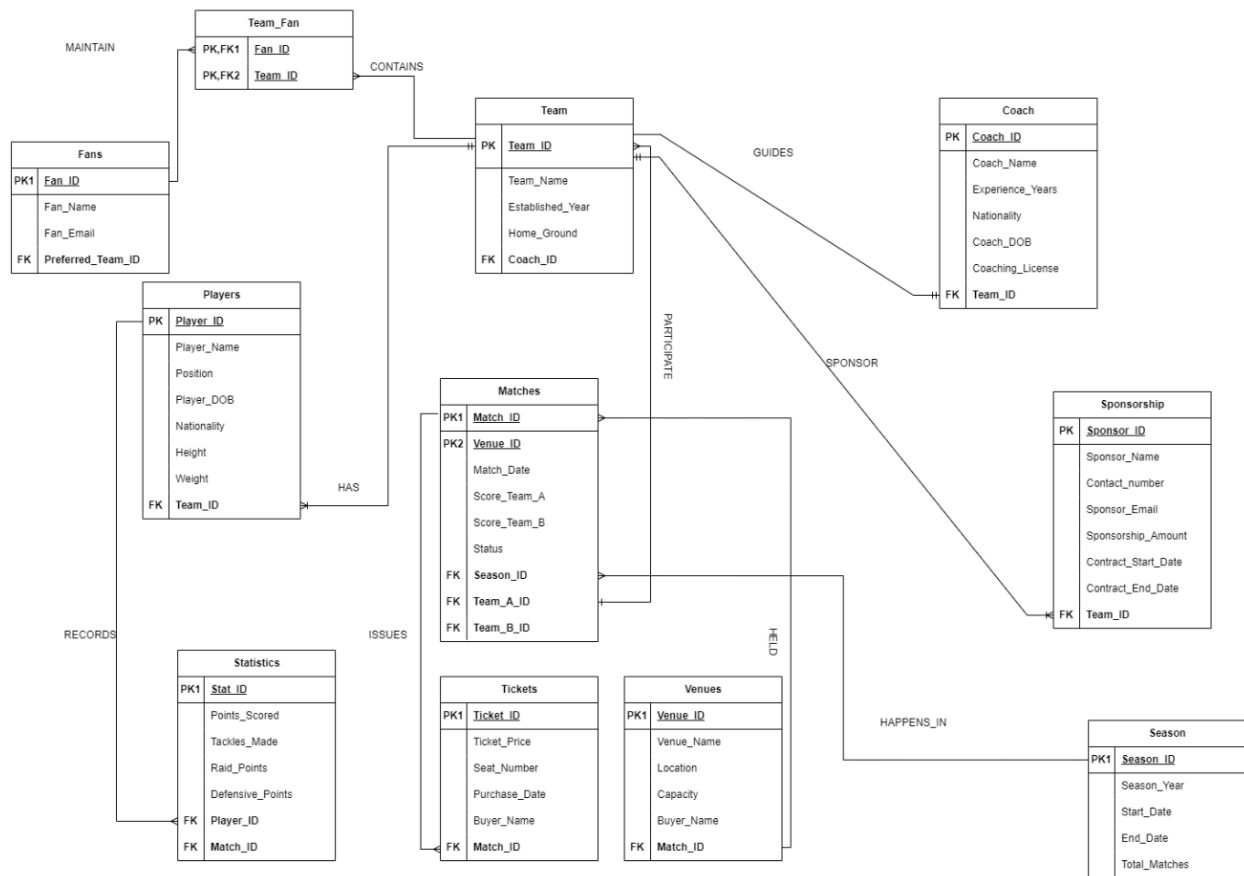 Team_Fan
PK,FK1 Fan_ID
PK,FK2 Team_ID
MAINTAIN
CONTAINS
Fans
PK1 Fan_ID
Fan_Name
Fan_Email
FK Preferred_Team_ID
Team
PK Team_ID
Team_Name
Established_Year
Home_Ground
FK Coach_ID
GUIDES
Coach
PK Coach_ID
Coach_Name
Experience_Years
Nationality
Coach_DOB
Coaching_License
FK Team_ID
Players
PK Player_ID
Player_Name
Position
Player_DOB
Nationality
Height
Weight
FK Team_ID
HAS
PARTICIPATE
SPONSOR
Matches
PK1 Match_ID
PK2 Venue_ID
Match_Date
Score_Team_A
Score_Team_B
Status
FK Season_ID
FK Team_A_ID
FK Team_B_ID
Sponsorship
PK Sponsor_ID
Sponsor_Name
Contact_number
Sponsor_Email
Sponsorship_Amount
Contract_Start_Date
Contract_End_Date
FK Team_ID
RECORDS
ISSUES
HELD
Statistics
PK1 Stat_ID
Points_Scored
Tackles_Made
Raid_Points
Defensive_Points
FK Player_ID
FK Match_ID
Tickets
PK1 Ticket_ID
Ticket_Price
Seat_Number
Purchase_Date
Buyer_Name
FK Match_ID
Venues
PK1 Venue_ID
Venue_Name
Location
Capacity
Buyer_Name
FK Match_ID
HAPPENS_IN
Season
PK1 Season_ID
Season_Year
Start_Date
End_Date
Total_Matches